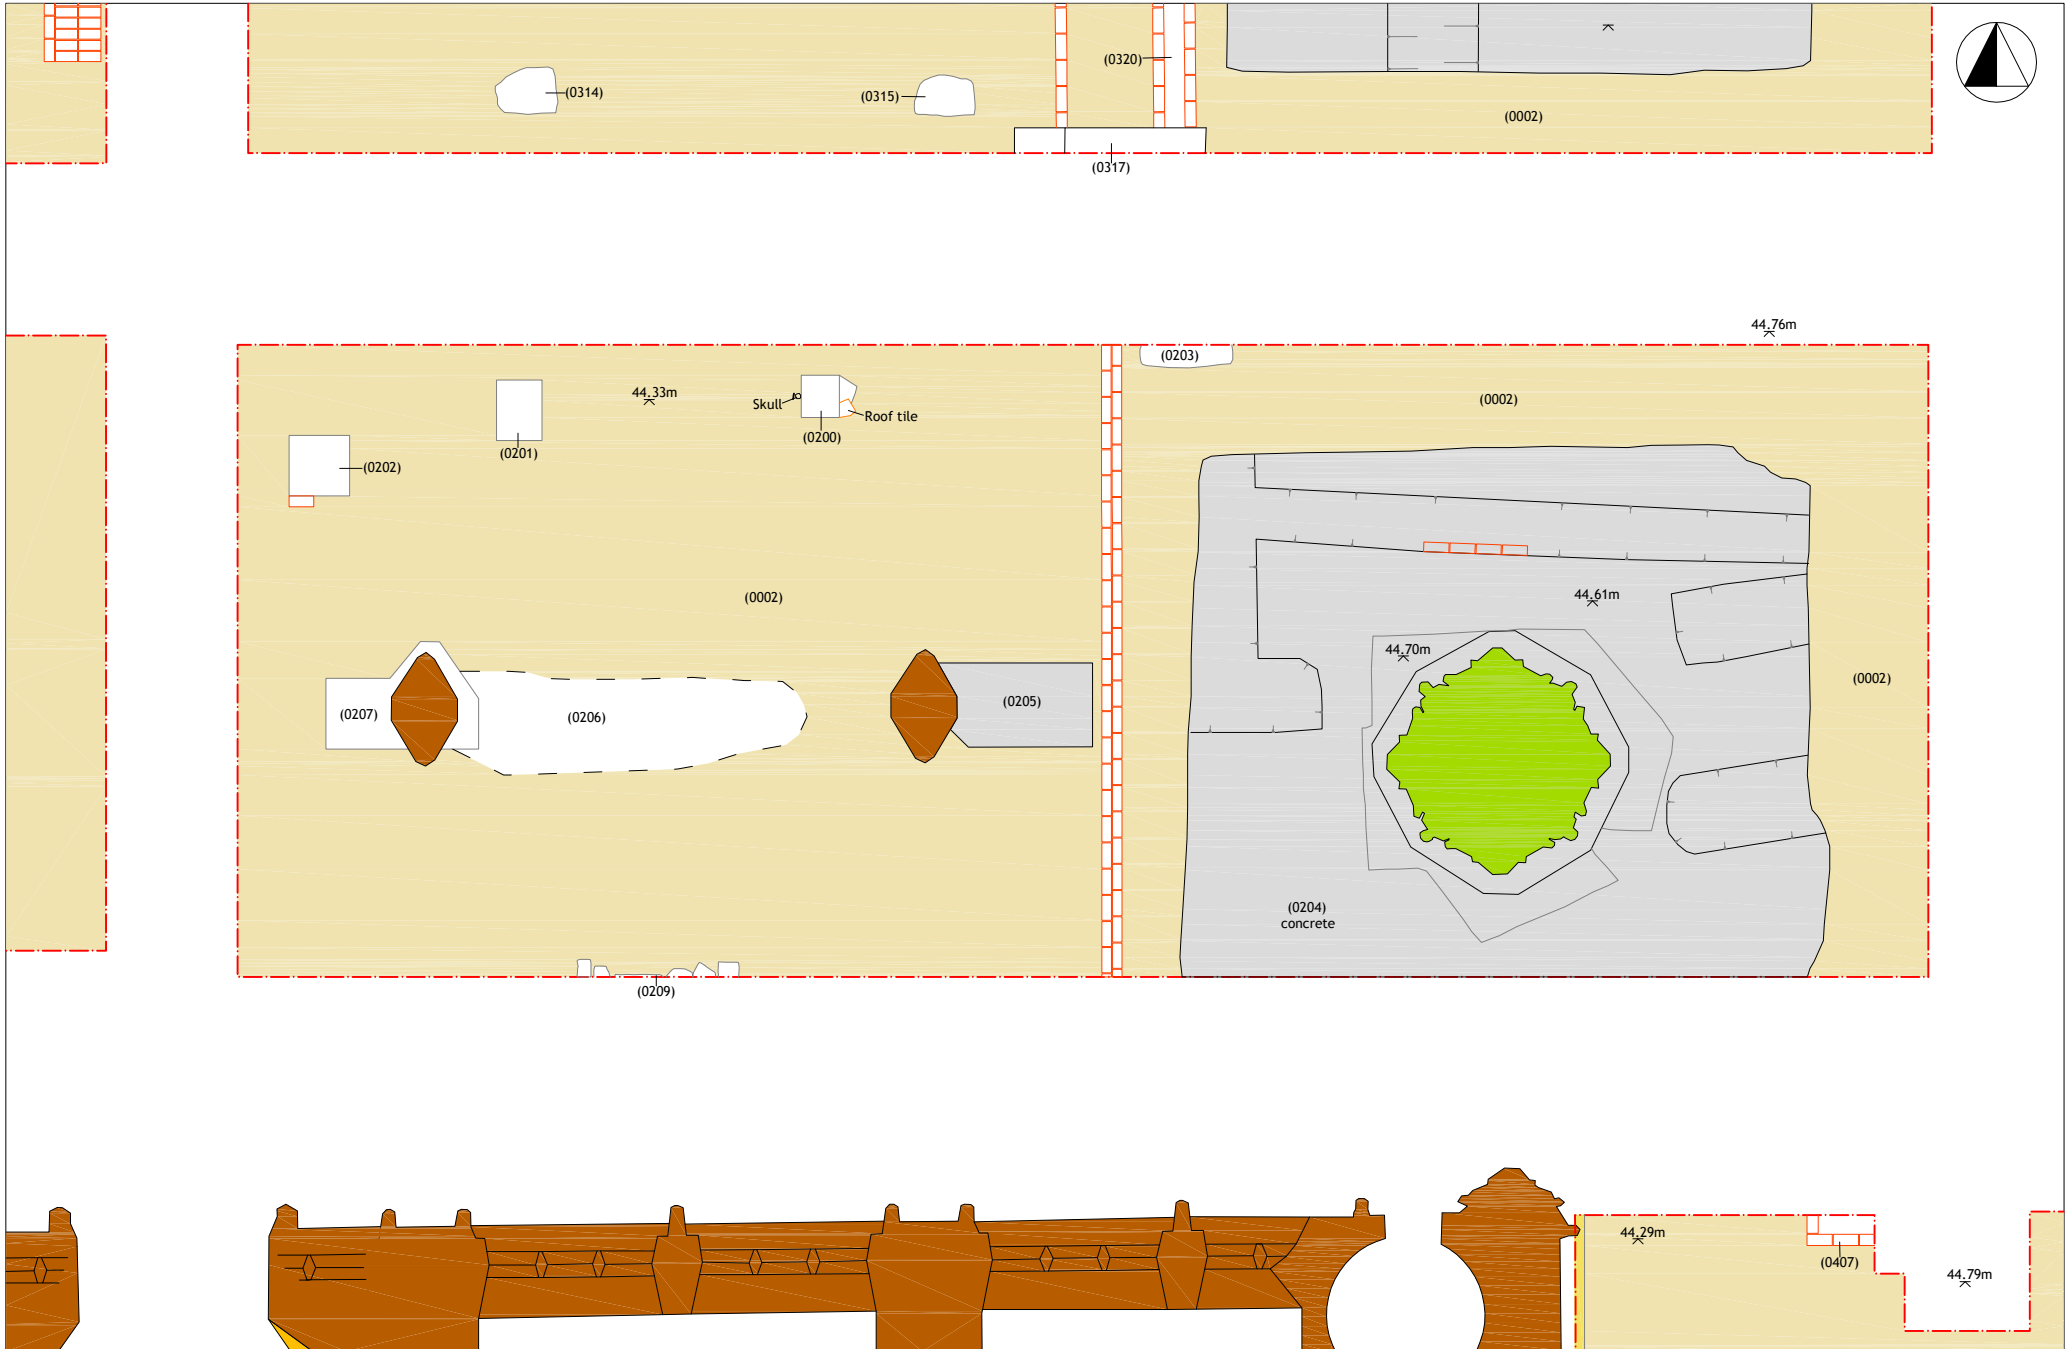 (0320)
(0314)
(0315)
(0002)
(0317)
44.76m
(0203)
44.33m
(0002)
Skull
Roof tile
(0200)
(0201)
(0202)
(0002)
44.61m
44.70m
(0002)
(0205)
(0207)
(0206)
(0204)
concrete
(0209)
44.29m
(0407)
44.79m